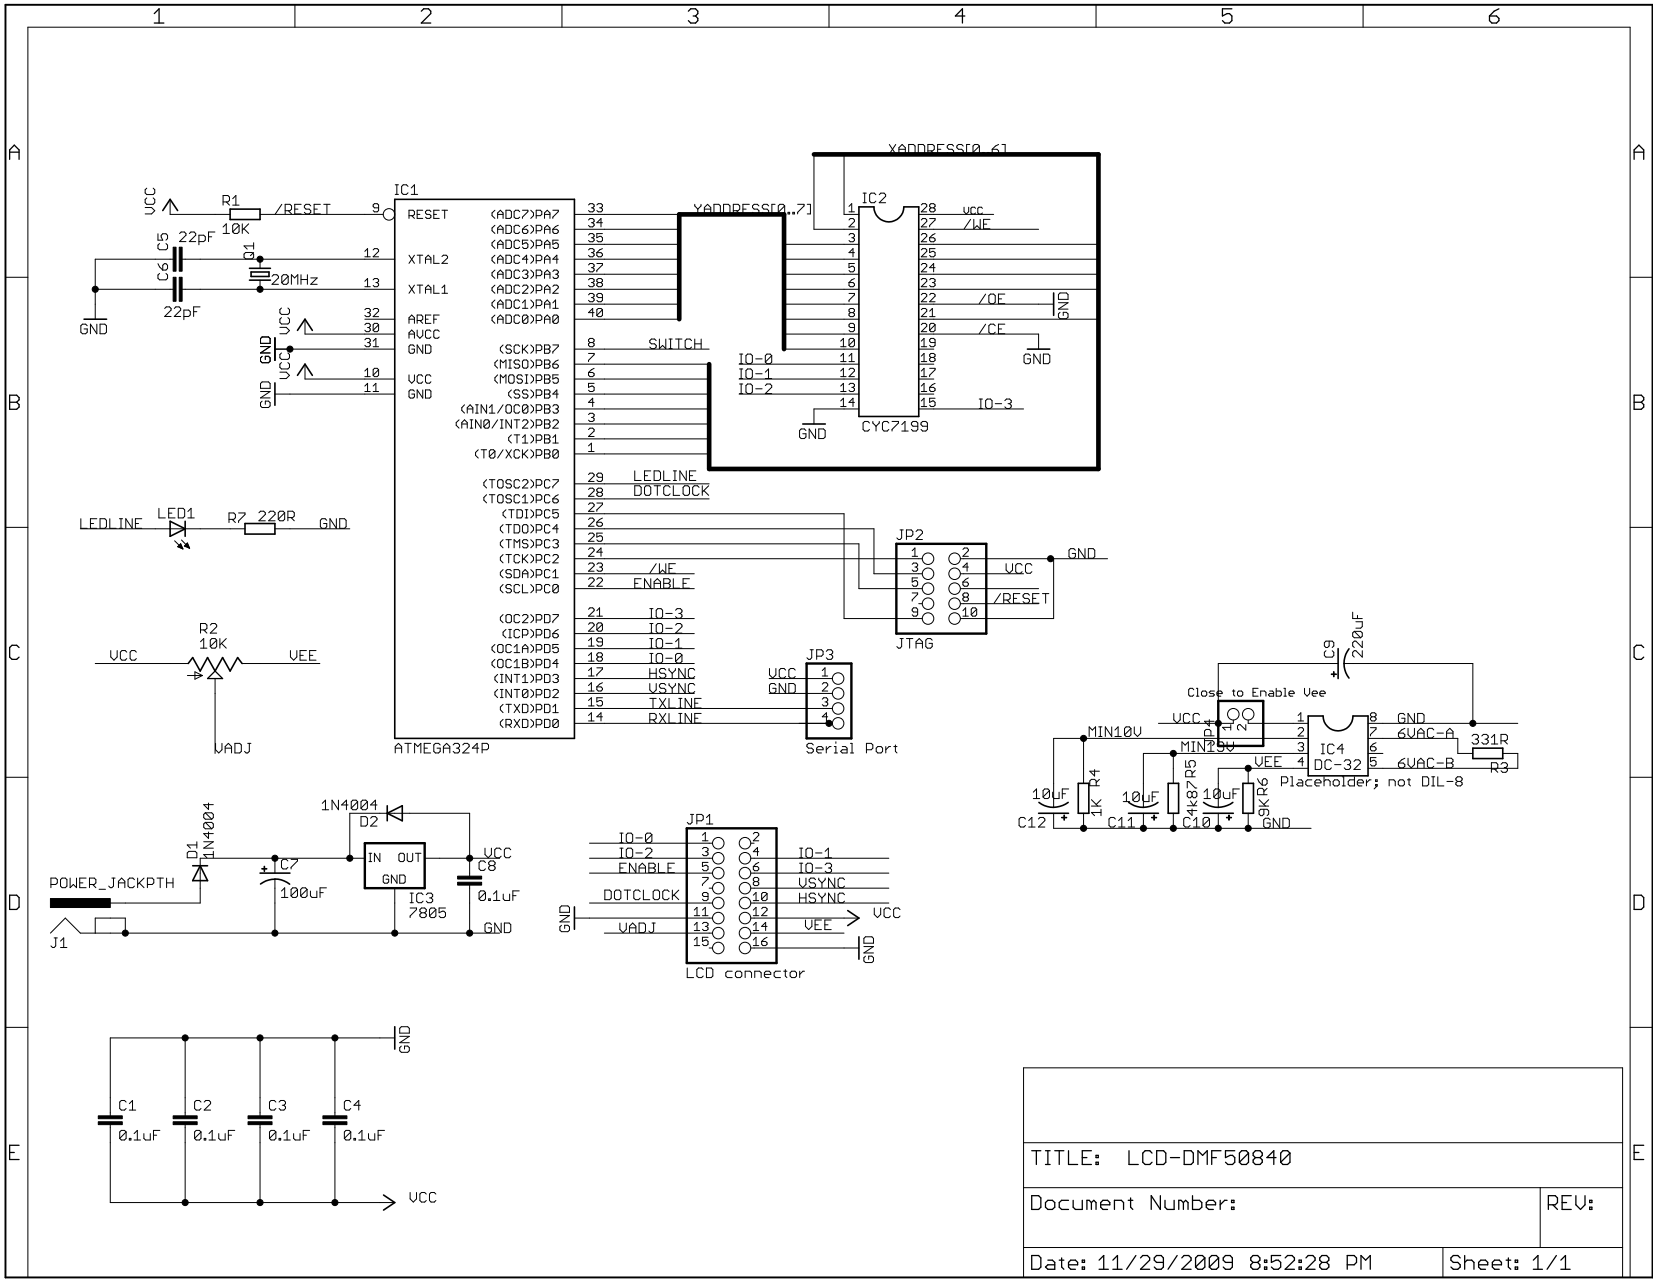 1 2 3 4 5 6
A A
B B
C C
D D
E E
XADDRESS[0..6]
YADDRESS[0..7]
VCC
R1
10K
/RESET
C5
22pF
C6
22pF
Q1
20MHz
GND
VCC
GND
VCC
GND
IC1
9 RESET
12 XTAL2
13 XTAL1
32 AREF
30 AVCC
31 GND
10 VCC
11 GND
(ADC7)PA7 33
(ADC6)PA6 34
(ADC5)PA5 35
(ADC4)PA4 36
(ADC3)PA3 37
(ADC2)PA2 38
(ADC1)PA1 39
(ADC0)PA0 40
(SCK)PB7 8 SWITCH
(MISO)PB6 7
(MOSI)PB5 6
(SS)PB4 5
(AIN1/OC0)PB3 4
(AIN0/INT2)PB2 3
(T1)PB1 2
(T0/XCK)PB0 1
(TOSC2)PC7 29 LEDLINE
(TOSC1)PC6 28 DOTCLOCK
(TDI)PC5 27
(TDO)PC4 26
(TMS)PC3 25
(TCK)PC2 24
(SDA)PC1 23 /WE
(SCL)PC0 22 ENABLE
(OC2)PD7 21 IO-3
(ICP)PD6 20 IO-2
(OC1A)PD5 19 IO-1
(OC1B)PD4 18 IO-0
(INT1)PD3 17 HSYNC
(INT0)PD2 16 VSYNC
(TXD)PD1 15 TXLINE
(RXD)PD0 14 RXLINE
ATMEGA324P
IC2
1 28 VCC
2 27 /WE
3 26
4 25
5 24
6 23
7 22 /OE GND
8 21
9 20 /CE GND
10 19
IO-0 11 18
IO-1 12 17
IO-2 13 16
14 15 IO-3
GND
CYC7199
LEDLINE
LED1
R7 220R
GND
R2
10K
VCC VEE
VADJ
JP2
1 2 GND
3 4 VCC
5 6
7 8 /RESET
9 10
JTAG
JP3
VCC 1
GND 2
3
4
Serial Port
C9
220uF
Close to Enable Vee
VCC
JP4
1 2
MIN10V
MIN15V
VEE
1 8 GND
2 7 6VAC-A
3 6
4 5 6VAC-B
IC4
DC-32
331R
R3
Placeholder; not DIL-8
10uF
C12
R4
1K
10uF
C11
R5
4k87
10uF
C10
R6
9K
GND
POWER_JACKPTH
J1
D1
1N4004
1N4004
D2
C7
100uF
IN OUT
GND
IC3
7805
VCC
C8
0.1uF
GND
JP1
IO-0 1 2
IO-2 3 4 IO-1
ENABLE 5 6 IO-3
7 8 VSYNC
DOTCLOCK 9 10 HSYNC
GND 11 12 VCC
VADJ 13 14 VEE
15 16 GND
LCD connector
GND
C1 C2 C3 C4
0.1uF 0.1uF 0.1uF 0.1uF
VCC
TITLE: LCD-DMF50840
Document Number: REV:
Date: 11/29/2009 8:52:28 PM Sheet: 1/1